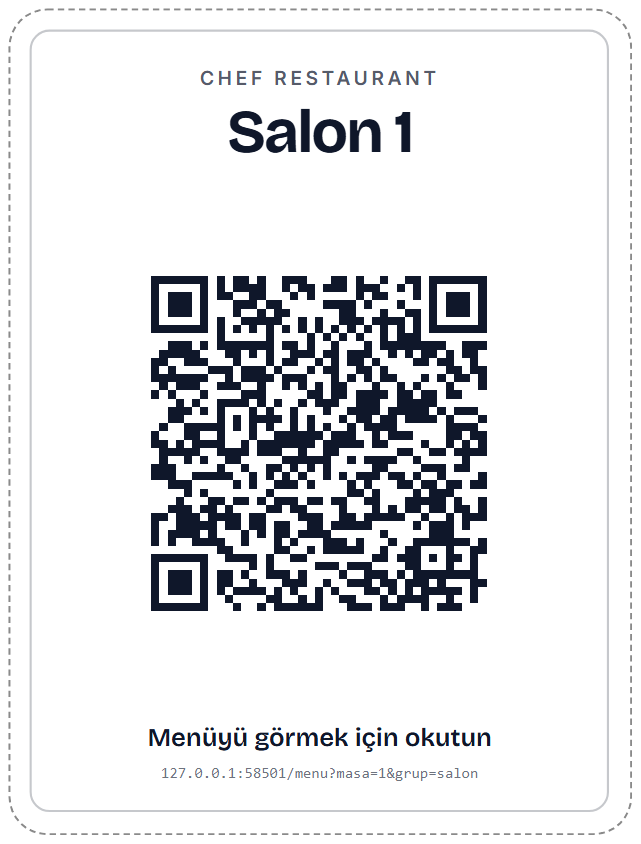 CHEF RESTAURANT
Salon 1
Menüyü görmek için okutun
127.0.0.1:58501/menu?masa=1&grup=salon